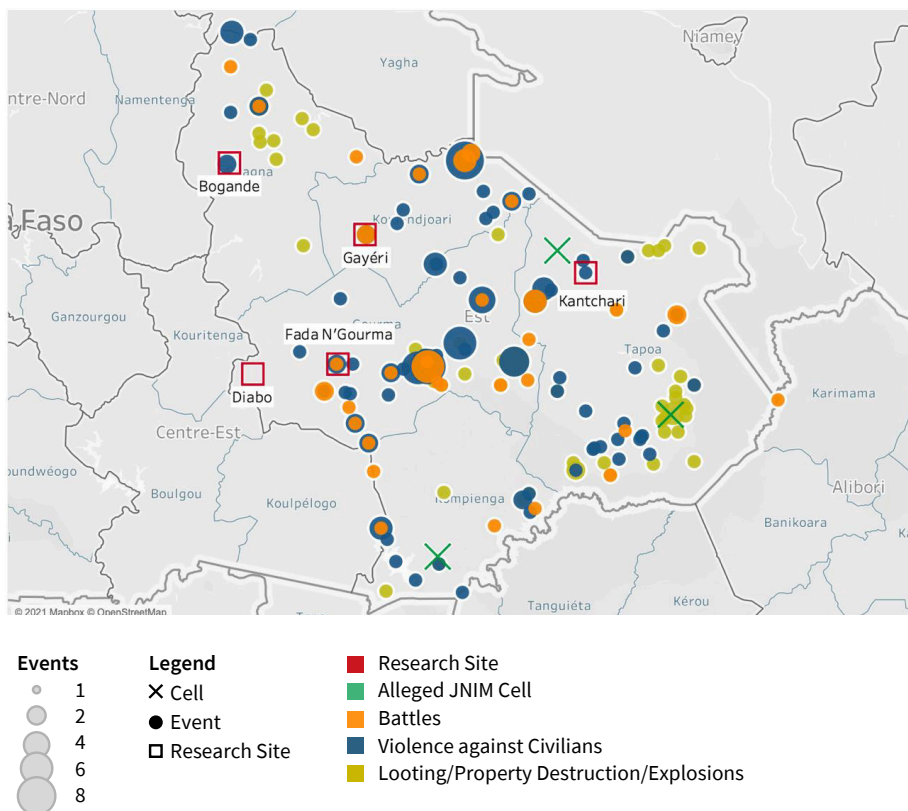 Niamey
Yagha
ntre-Nord
Namentenga
agna
Bogande
a Faso
Gayéri
Kantchari
Ganzourgou
Kouritenga
Gourma
Est
Fada N'Gourma
Tapoa
Diabo
Karimama
Centre-Est
oundwéogo
Boulgou
Koulpélogo
Alibori
Banikoara
Tanguiéta
Kérou
© 2021 Mapbox © OpenStreetMap
Events
1
2
4
6
8
Legend
Cell
Event
Research Site
Research Site
Alleged JNIM Cell
Battles
Violence against Civilians
Looting/Property Destruction/Explosions